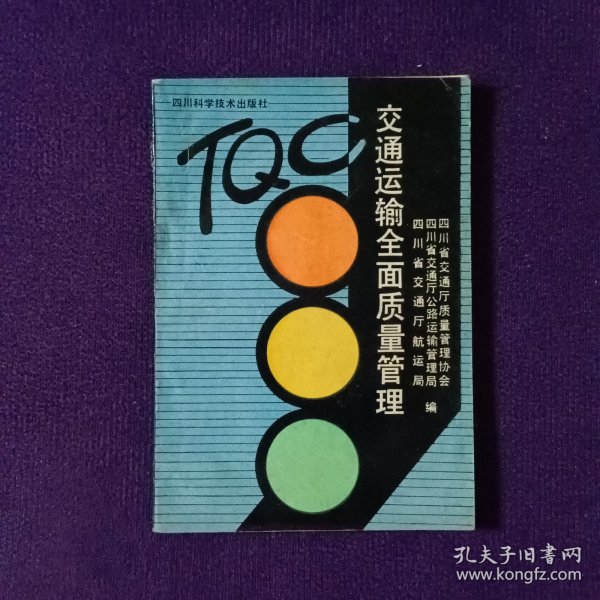 四川科学技术出版社
TQC
交通运输全面质量管理
四川省交通厅质量管理协会
四川省交通厅公路运输管理局
四川省交通厅航运局
编
孔夫子旧书网
www.kongfz.com